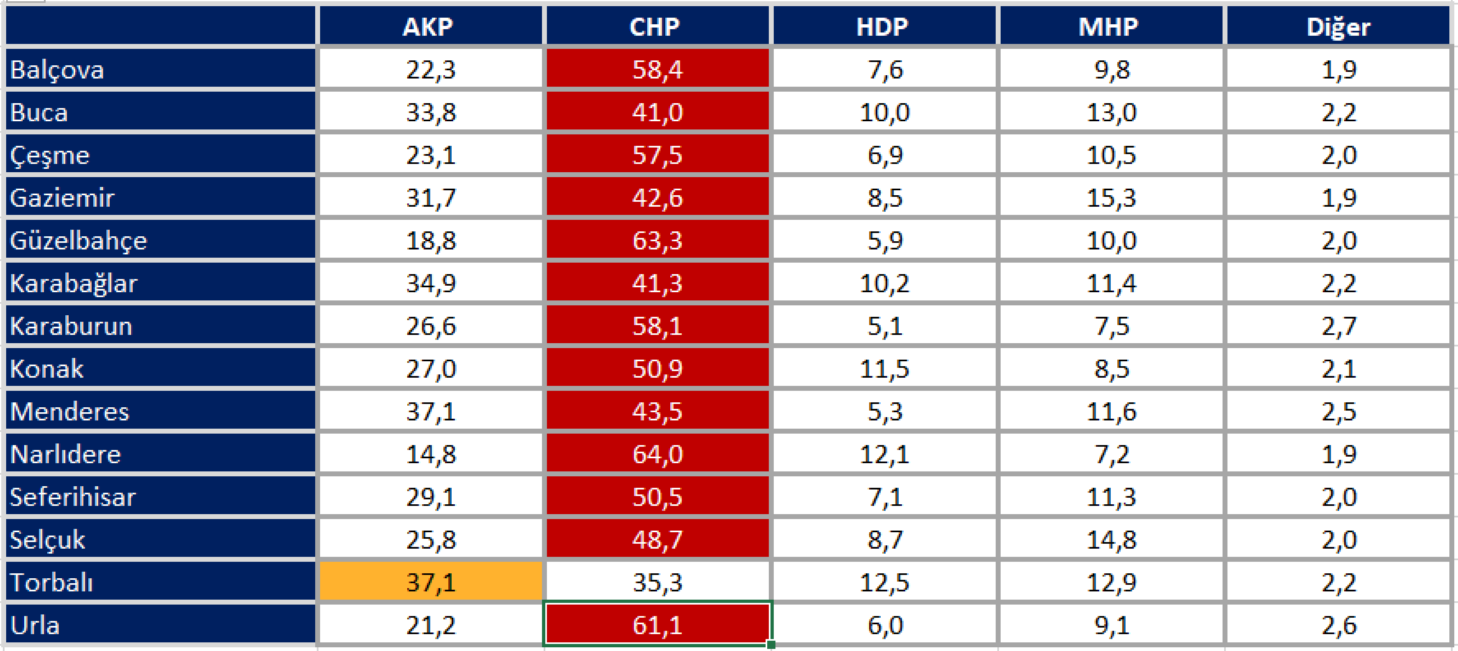 AKP CHP HDP MHP Diğer
Balçova 22,3 58,4 7,6 9,8 1,9
Buca 33,8 41,0 10,0 13,0 2,2
Çeşme 23,1 57,5 6,9 10,5 2,0
Gaziemir 31,7 42,6 8,5 15,3 1,9
Güzelbahçe 18,8 63,3 5,9 10,0 2,0
Karabağlar 34,9 41,3 10,2 11,4 2,2
Karaburun 26,6 58,1 5,1 7,5 2,7
Konak 27,0 50,9 11,5 8,5 2,1
Menderes 37,1 43,5 5,3 11,6 2,5
Narlıdere 14,8 64,0 12,1 7,2 1,9
Seferihisar 29,1 50,5 7,1 11,3 2,0
Selçuk 25,8 48,7 8,7 14,8 2,0
Torbalı 37,1 35,3 12,5 12,9 2,2
Urla 21,2 61,1 6,0 9,1 2,6